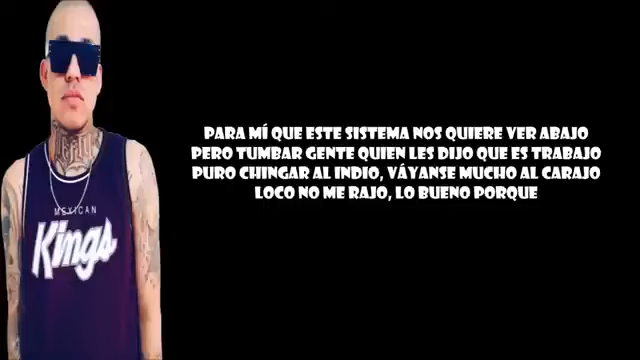 PARA MÍ QUE ESTE SISTEMA NOS QUIERE VER ABAJO
PERO TUMBAR GENTE QUIEN LES DIJO QUE ES TRABAJO
PURO CHINGAR AL INDIO, VÁYANSE MUCHO AL CARAJO
LOCO NO ME RAJO, LO BUENO PORQUE
MEXICAN
Kings